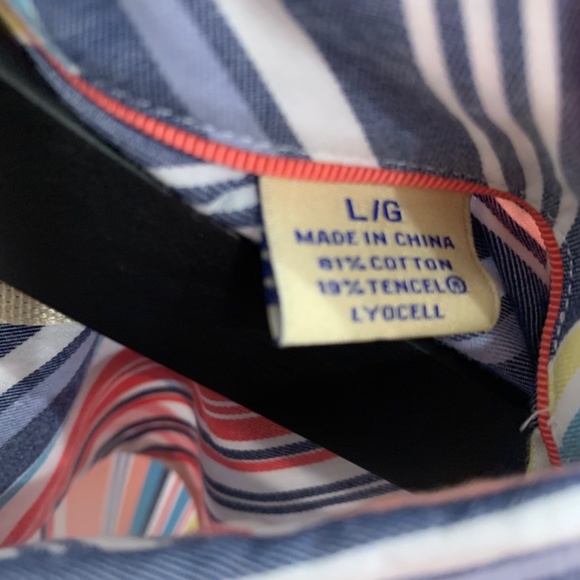 L/G
MADE IN CHINA
81% COTTON
19% TENCEL®
LYOCELL